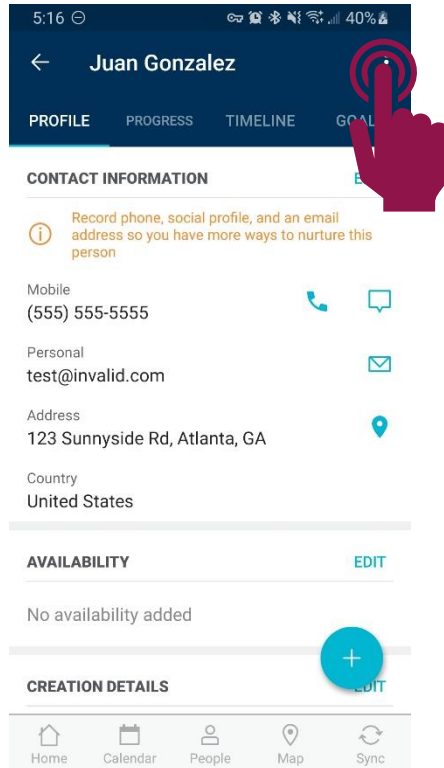 5:16 40%
Juan Gonzalez
PROFILE PROGRESS TIMELINE
CONTACT INFORMATION
Record phone, social profile, and an email
address so you have more ways to nurture this
person
Mobile
(555) 555-5555
Personal
test@invalid.com
Address
123 Sunnyside Rd, Atlanta, GA
Country
United States
AVAILABILITY EDIT
No availability added
CREATION DETAILS EDIT
Home Calendar People Map Sync